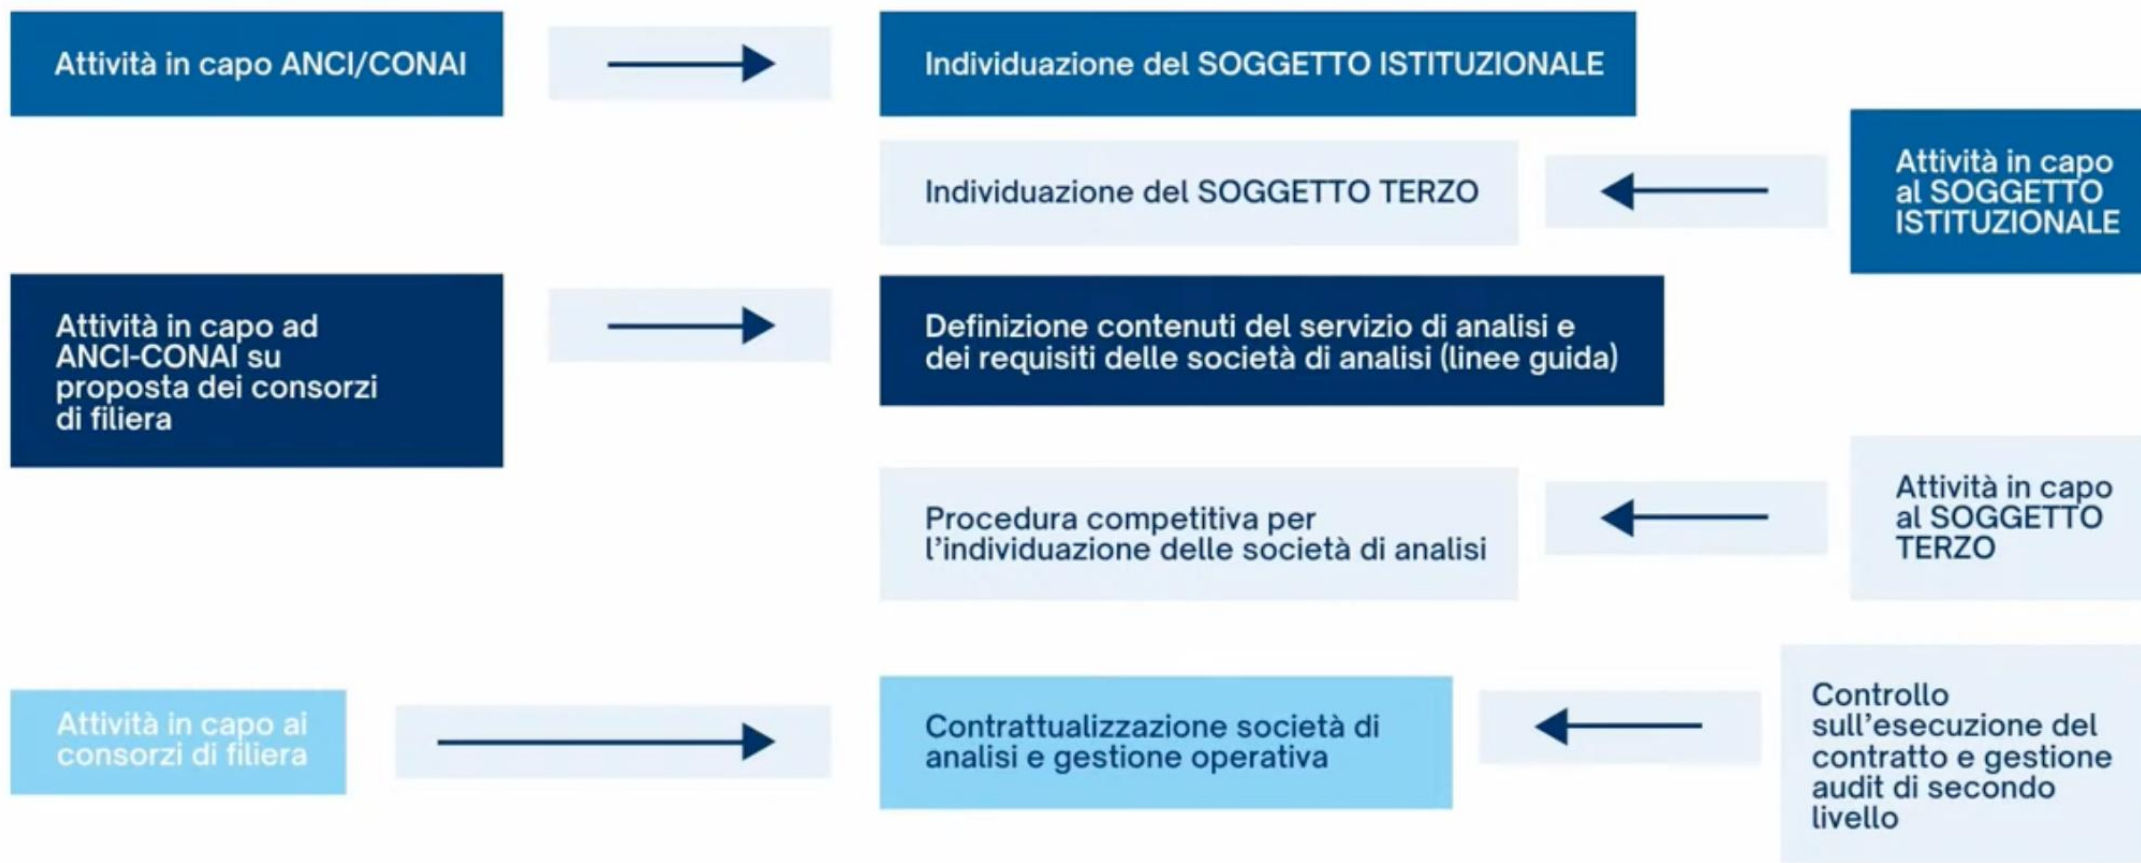 Attività in capo ANCI/CONAI
Individuazione del SOGGETTO ISTITUZIONALE
Individuazione del SOGGETTO TERZO
Attività in capo
al SOGGETTO
ISTITUZIONALE
Attività in capo ad
ANCI-CONAI su
proposta dei consorzi
di filiera
Definizione contenuti del servizio di analisi e
dei requisiti delle società di analisi (linee guida)
Procedura competitiva per
l'individuazione delle società di analisi
Attività in capo
al SOGGETTO
TERZO
Attività in capo ai
consorzi di filiera
Contrattualizzazione società di
analisi e gestione operativa
Controllo
sull'esecuzione del
contratto e gestione
audit di secondo
livello